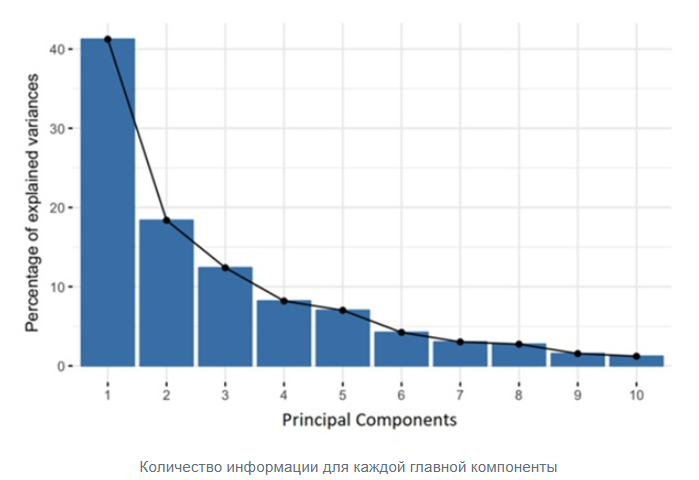 Percentage of explained variances
40
30
20
10
0
1 2 3 4 5 6 7 8 9 10
Principal Components
Количество информации для каждой главной компоненты